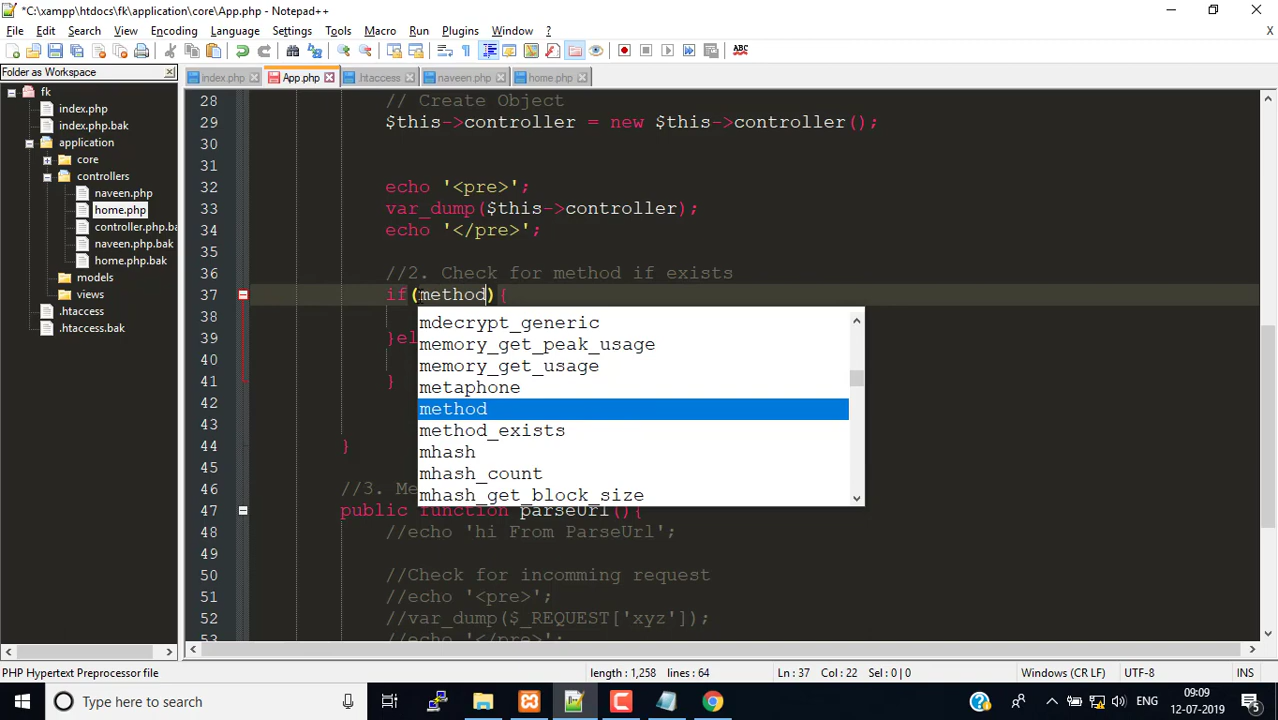 *C:\xampp\htdocs\fk\application\core\App.php - Notepad++
File Edit Search View Encoding Language Settings Tools Macro Run Plugins Window ? X
ABC
Folder as Workspace
index.php App.php .htaccess naveen.php home.php
fk
index.php
index.php.bak
application
core
controllers
naveen.php
home.php
controller.php.ba
naveen.php.bak
home.php.bak
models
views
.htaccess
.htaccess.bak
28 // Create Object
29 $this->controller = new $this->controller();
30
31
32 echo '<pre>';
33 var_dump($this->controller);
34 echo '</pre>';
35
36 //2. Check for method if exists
37 if(method){
38
39 }el
40
41 }
42
43
44 }
45
46 //3. Me
47 public function parseUrl(){
48 //echo 'hi From ParseUrl';
49
50 //Check for incomming request
51 //echo '<pre>';
52 //var_dump($_REQUEST['xyz']);
53 //echo '</pre>';
mdecrypt_generic
memory_get_peak_usage
memory_get_usage
metaphone
method
method_exists
mhash
mhash_count
mhash_get_block_size
PHP Hypertext Preprocessor file length : 1,258 lines : 64 Ln : 37 Col : 22 Sel : 0 | 0 Windows (CR LF) UTF-8 INS
Type here to search ENG 09:09
12-07-2019
5